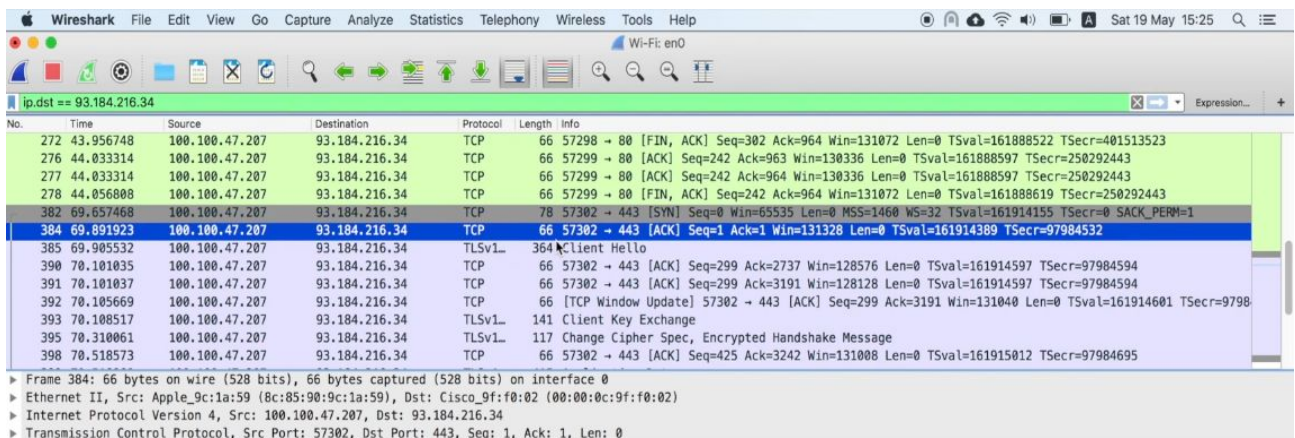 Wireshark File Edit View Go Capture Analyze Statistics Telephony Wireless Tools Help A Sat 19 May 15:25
Wi-Fi: en0
ip.dst == 93.184.216.34 Expression... +
No. Time Source Destination Protocol Length Info
272 43.956748 100.100.47.207 93.184.216.34 TCP 66 57298 → 80 [FIN, ACK] Seq=302 Ack=964 Win=131072 Len=0 TSval=161888522 TSecr=401513523
276 44.033314 100.100.47.207 93.184.216.34 TCP 66 57299 → 80 [ACK] Seq=242 Ack=963 Win=130336 Len=0 TSval=161888597 TSecr=250292443
277 44.033314 100.100.47.207 93.184.216.34 TCP 66 57299 → 80 [ACK] Seq=242 Ack=964 Win=130336 Len=0 TSval=161888597 TSecr=250292443
278 44.056808 100.100.47.207 93.184.216.34 TCP 66 57299 → 80 [FIN, ACK] Seq=242 Ack=964 Win=131072 Len=0 TSval=161888619 TSecr=250292443
382 69.657468 100.100.47.207 93.184.216.34 TCP 78 57302 → 443 [SYN] Seq=0 Win=65535 Len=0 MSS=1460 WS=32 TSval=161914155 TSecr=0 SACK_PERM=1
384 69.891923 100.100.47.207 93.184.216.34 TCP 66 57302 → 443 [ACK] Seq=1 Ack=1 Win=131328 Len=0 TSval=161914389 TSecr=97984532
385 69.905532 100.100.47.207 93.184.216.34 TLSv1… 364 Client Hello
390 70.101035 100.100.47.207 93.184.216.34 TCP 66 57302 → 443 [ACK] Seq=299 Ack=2737 Win=128576 Len=0 TSval=161914597 TSecr=97984594
391 70.101037 100.100.47.207 93.184.216.34 TCP 66 57302 → 443 [ACK] Seq=299 Ack=3191 Win=128128 Len=0 TSval=161914597 TSecr=97984594
392 70.105669 100.100.47.207 93.184.216.34 TCP 66 [TCP Window Update] 57302 → 443 [ACK] Seq=299 Ack=3191 Win=131040 Len=0 TSval=161914601 TSecr=9798
393 70.108517 100.100.47.207 93.184.216.34 TLSv1… 141 Client Key Exchange
395 70.310061 100.100.47.207 93.184.216.34 TLSv1… 117 Change Cipher Spec, Encrypted Handshake Message
398 70.518573 100.100.47.207 93.184.216.34 TCP 66 57302 → 443 [ACK] Seq=425 Ack=3242 Win=131008 Len=0 TSval=161915012 TSecr=97984695
Frame 384: 66 bytes on wire (528 bits), 66 bytes captured (528 bits) on interface 0
Ethernet II, Src: Apple_9c:1a:59 (8c:85:90:9c:1a:59), Dst: Cisco_9f:f0:02 (00:00:0c:9f:f0:02)
Internet Protocol Version 4, Src: 100.100.47.207, Dst: 93.184.216.34
Transmission Control Protocol, Src Port: 57302, Dst Port: 443, Seq: 1, Ack: 1, Len: 0